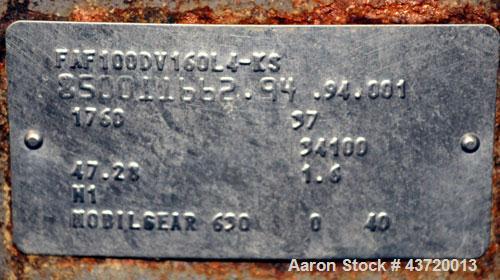 FAF100DV160L4-KS
850011662.94 .94.001
1760 37
34100
47.28 1.6
M1
MOBILGEAR 630 0 40
Aaron Stock # 43720013